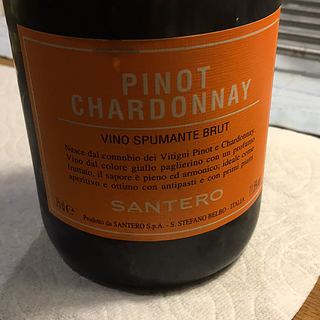 PINOT
CHARDONNAY
VINO SPUMANTE BRUT
Nasce dal connubio dei Vitigni Pinot e Chardonnay.
Vino dal colore giallo paglierino con un profumo
fruttato, il sapore è pieno ed armonico; ideale come
aperitivo e ottimo con antipasti e con primi piatti
SANTERO
75cl e
Prodotto da SANTERO S.p.A. - S. STEFANO BELBO - ITALIA